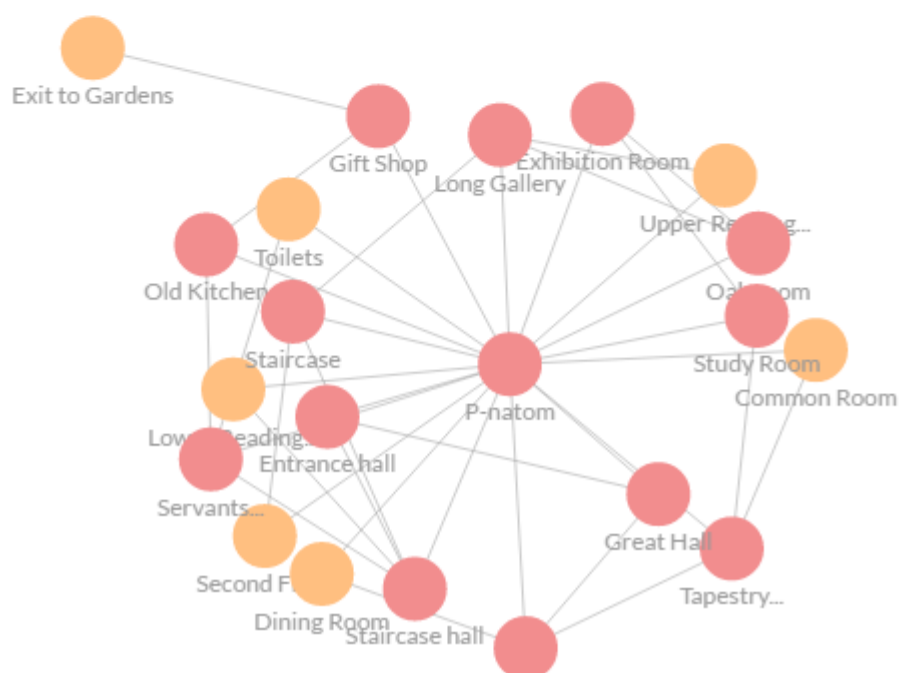 Exit to Gardens
Gift Shop
Exhibition Room
Long Gallery
Upper
Toilets
Old Kitchen
Staircase
Study Room
Common Room
P-natom
Entrance hall
Servants...
Great Hall
Tapestry...
Second
Dining Room
Staircase hall